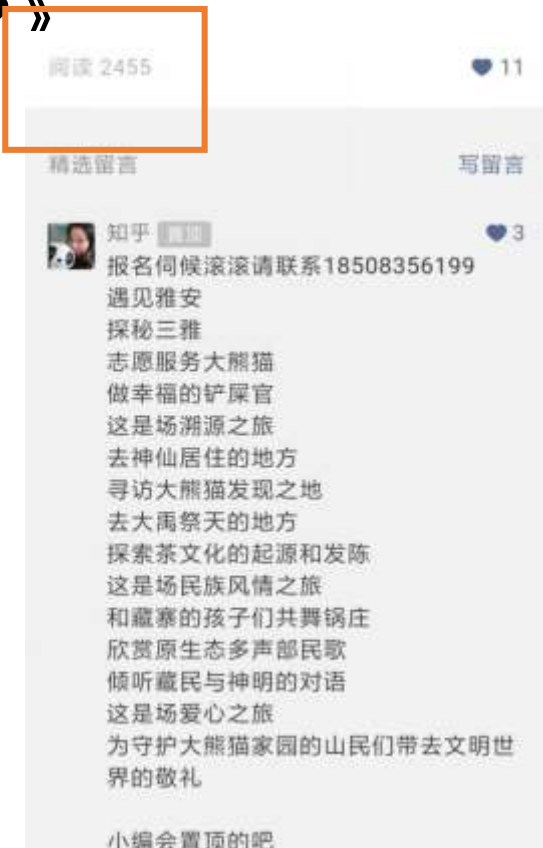 》
阅读 2455 11
精选留言 写留言
知乎 置顶 3
报名伺候滚滚请联系18508356199
遇见雅安
探秘三雅
志愿服务大熊猫
做幸福的铲屎官
这是场溯源之旅
去神仙居住的地方
寻访大熊猫发现之地
去大禹祭天的地方
探索茶文化的起源和发陈
这是场民族风情之旅
和藏寨的孩子们共舞锅庄
欣赏原生态多声部民歌
倾听藏民与神明的对语
这是场爱心之旅
为守护大熊猫家园的山民们带去文明世
界的敬礼
小编会置顶的吧